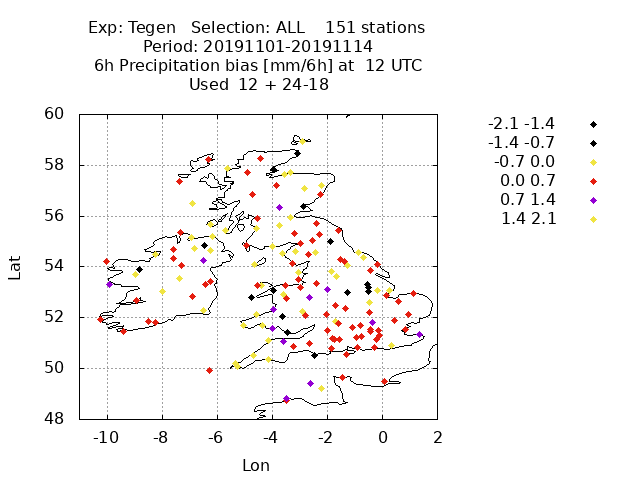 Exp: Tegen   Selection: ALL    151 stations
Period: 20191101-20191114
6h Precipitation bias [mm/6h] at  12 UTC
Used  12 + 24-18
-2.1 -1.4
-1.4 -0.7
-0.7 0.0
0.0 0.7
0.7 1.4
1.4 2.1
60
58
56
54
52
50
48
Lat
-10 -8 -6 -4 -2 0 2
Lon